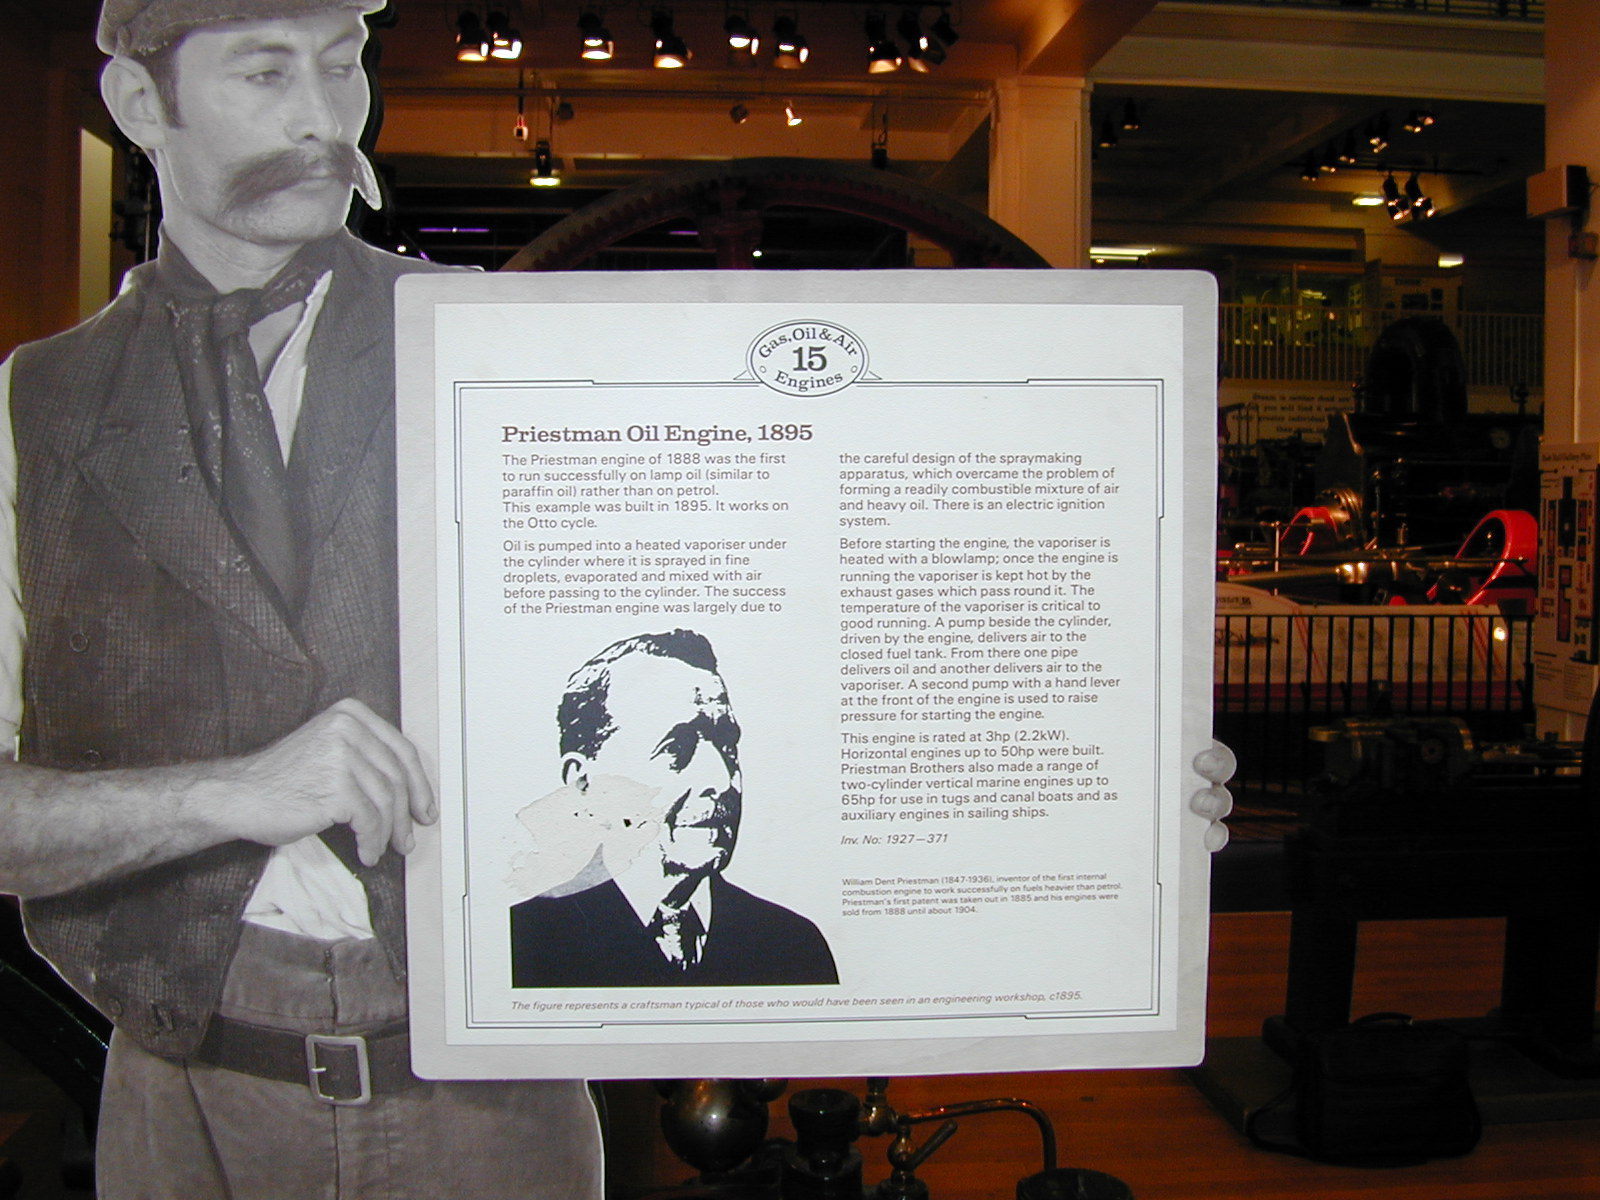 Gas, Oil & Air
15
Engines
Priestman Oil Engine, 1895
The Priestman engine of 1888 was the first
to run successfully on lamp oil (similar to
paraffin oil) rather than on petrol.
This example was built in 1895. It works on
the Otto cycle.
Oil is pumped into a heated vaporiser under
the cylinder where it is sprayed in fine
droplets, evaporated and mixed with air
before passing to the cylinder. The success
of the Priestman engine was largely due to
the careful design of the spraymaking
apparatus, which overcame the problem of
forming a readily combustible mixture of air
and heavy oil. There is an electric ignition
system.
Before starting the engine, the vaporiser is
heated with a blowlamp; once the engine is
running the vaporiser is kept hot by the
exhaust gases which pass round it. The
temperature of the vaporiser is critical to
good running. A pump beside the cylinder,
driven by the engine, delivers air to the
closed fuel tank. From there one pipe
delivers oil and another delivers air to the
vaporiser. A second pump with a hand lever
at the front of the engine is used to raise
pressure for starting the engine.
This engine is rated at 3hp (2.2kW).
Horizontal engines up to 50hp were built.
Priestman Brothers also made a range of
two-cylinder vertical marine engines up to
65hp for use in tugs and canal boats and as
auxiliary engines in sailing ships.
Inv. No: 1927—371
William Dent Priestman (1847-1936), inventor of the first internal
combustion engine to work successfully on fuels heavier than petrol.
Priestman's first patent was taken out in 1885 and his engines were
sold from 1888 until about 1904.
The figure represents a craftsman typical of those who would have been seen in an engineering workshop, c1895.